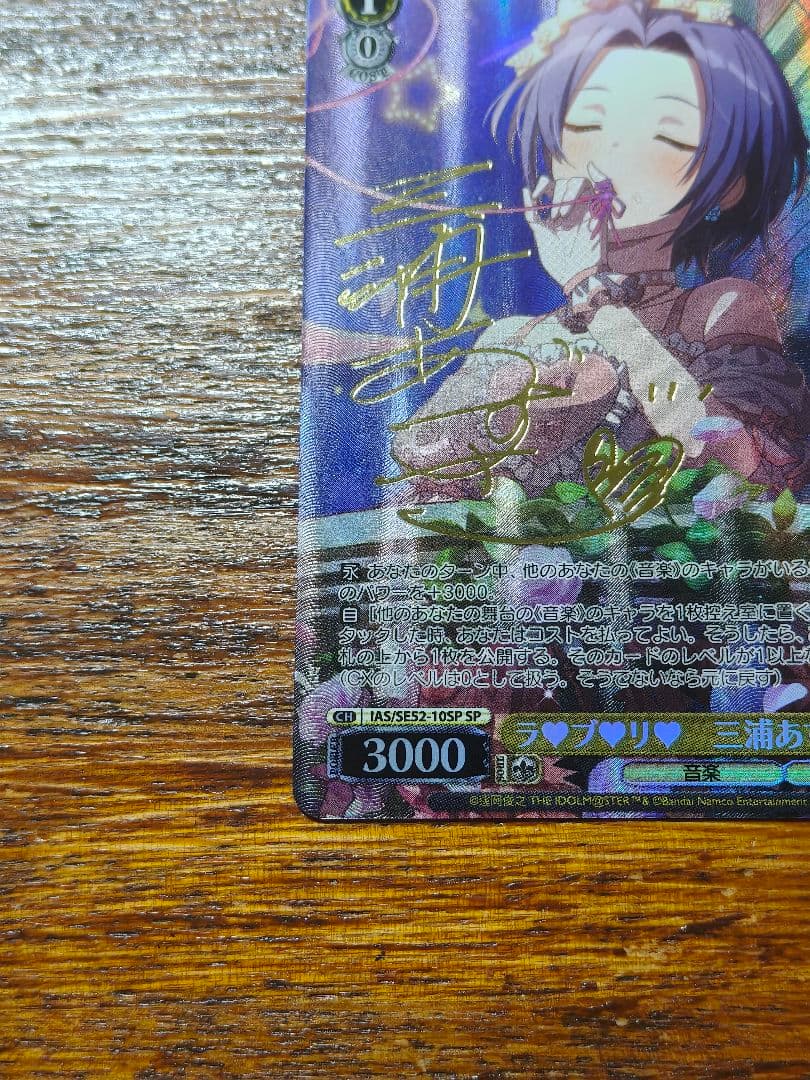 1
0
COST
三浦あずさ
永 あなたのターン中、他のあなたの《音楽》のキャラがいる
のパワーを+3000。
自 [他のあなたの舞台の《音楽》のキャラを1枚控え室に置く
タックした時、あなたはコストを払ってよい。そうしたら、
札の上から1枚を公開する。そのカードのレベルが1以上な
(CXのレベルは0として扱う。そうでないなら元に戻す)
CH IAS/SE52-10SP SP
POWER 3000 ラ♥ブ♥リ♥ 三浦あ
音楽
©窪岡俊之 THE IDOLM@STER™& ©Bandai Namco Entertainment